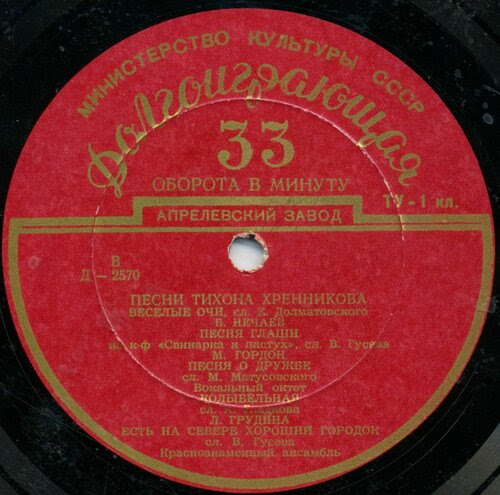 МИНИСТЕРСТВО КУЛЬТУРЫ СССР
Долгоиграющая
33
ОБОРОТА В МИНУТУ
ТУ-1 кл.
АПРЕЛЕВСКИЙ ЗАВОД
В
Д — 2570
ПЕСНИ ТИХОНА ХРЕННИКОВА
ВЕСЕЛЫЕ ОЧИ, сл. Е. Долматовского
В. НЕЧАЕВ
ПЕСНЯ ГЛАШИ
из к-ф «Свинарка и пастух», сл. В. Гусева
М. ГОРДОН
ПЕСНЯ О ДРУЖБЕ
сл. М. Матусовского
Вокальный октет
КОЛЫБЕЛЬНАЯ
сл.
Л. ГРУДИНА
ЕСТЬ НА СЕВЕРЕ ХОРОШИЙ ГОРОДОК
сл. В. Гусева
Краснознаменный ансамбль